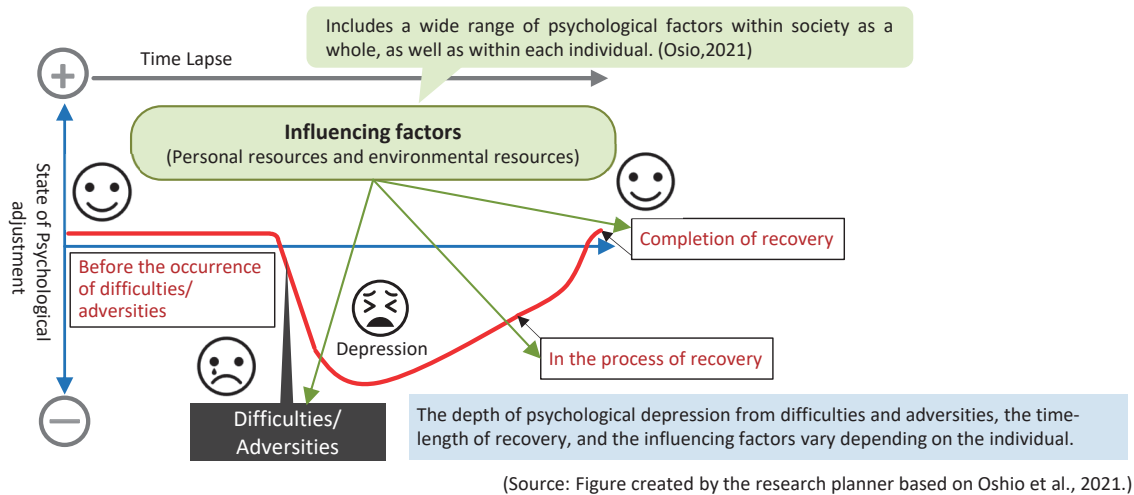 Includes a wide range of psychological factors within society as a
whole, as well as within each individual. (Osio,2021)
Time Lapse
Influencing factors
(Personal resources and environmental resources)
State of Psychological
adjustment
Completion of recovery
Before the occurrence
of difficulties/
adversities
Depression
In the process of recovery
Difficulties/
Adversities
The depth of psychological depression from difficulties and adversities, the time-
length of recovery, and the influencing factors vary depending on the individual.
(Source: Figure created by the research planner based on Oshio et al., 2021.)